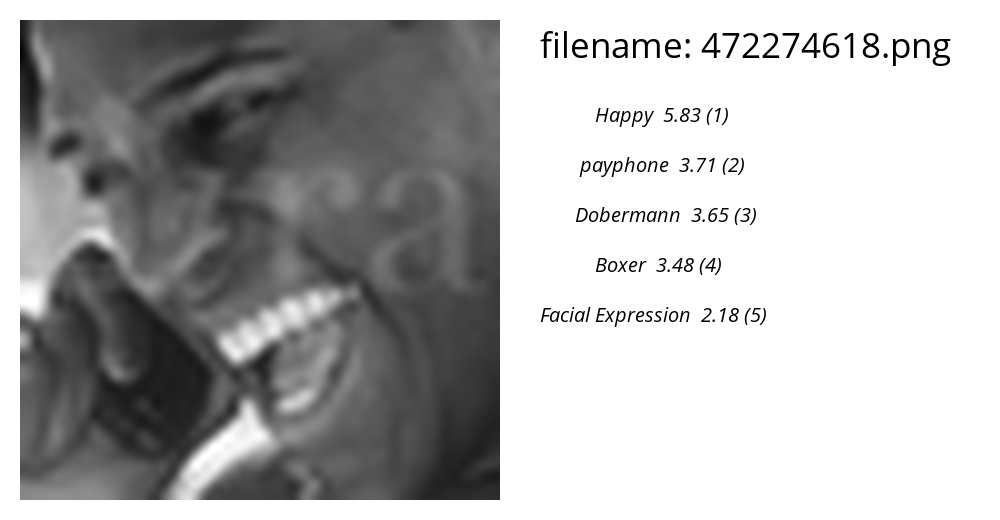 filename: 472274618.png
Happy 5.83 (1)
payphone 3.71 (2)
Dobermann 3.65 (3)
Boxer 3.48 (4)
Facial Expression 2.18 (5)
ra